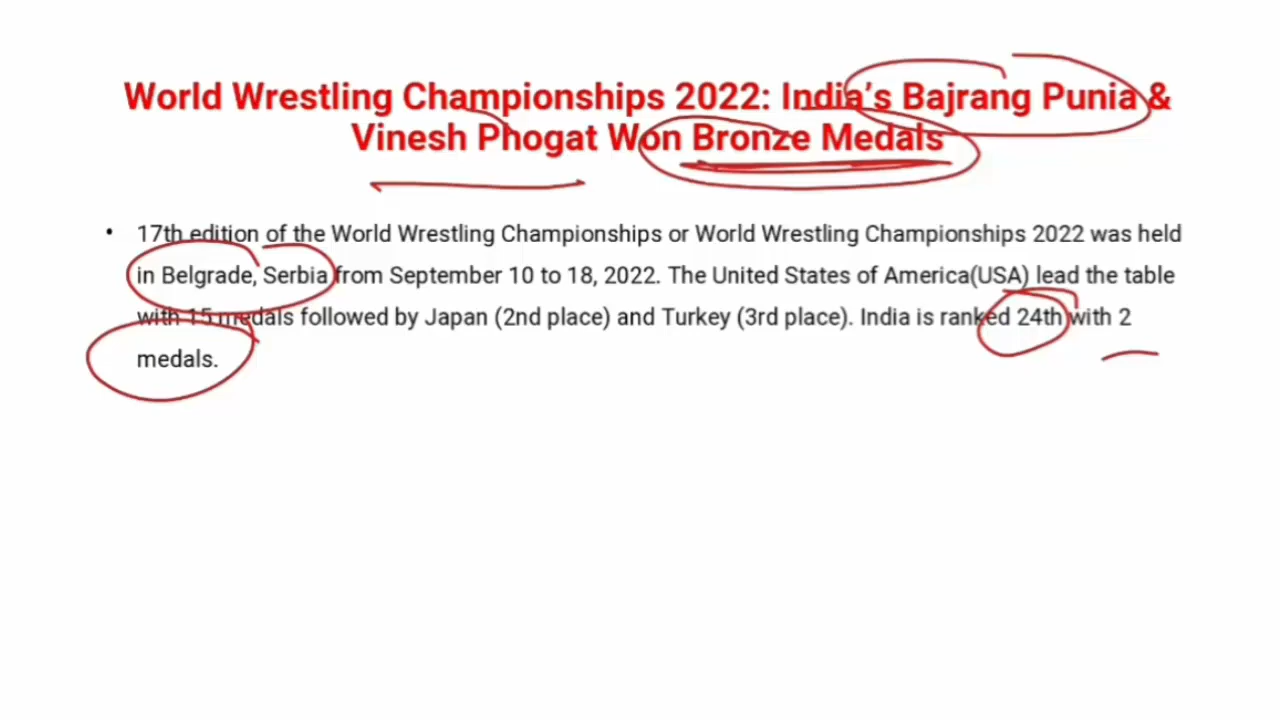 World Wrestling Championships 2022: India's Bajrang Punia &
Vinesh Phogat Won Bronze Medals
• 17th edition of the World Wrestling Championships or World Wrestling Championships 2022 was held
in Belgrade, Serbia from September 10 to 18, 2022. The United States of America(USA) lead the table
with 15 medals followed by Japan (2nd place) and Turkey (3rd place). India is ranked 24th with 2
medals.